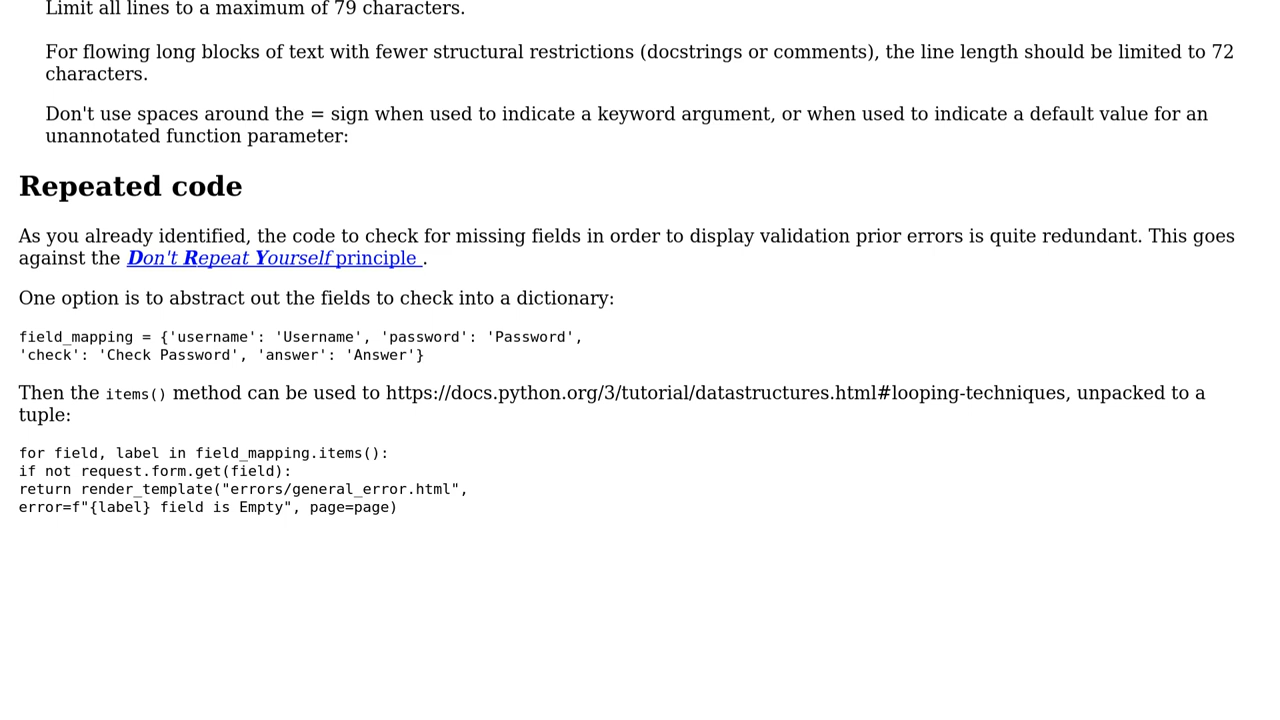 Limit all lines to a maximum of 79 characters.
For flowing long blocks of text with fewer structural restrictions (docstrings or comments), the line length should be limited to 72
characters.
Don't use spaces around the = sign when used to indicate a keyword argument, or when used to indicate a default value for an
unannotated function parameter:
Repeated code
As you already identified, the code to check for missing fields in order to display validation prior errors is quite redundant. This goes
against the Don't Repeat Yourself principle .
One option is to abstract out the fields to check into a dictionary:
field_mapping = {'username': 'Username', 'password': 'Password',
'check': 'Check Password', 'answer': 'Answer'}
Then the items() method can be used to https://docs.python.org/3/tutorial/datastructures.html#looping-techniques, unpacked to a
tuple:
for field, label in field_mapping.items():
if not request.form.get(field):
return render_template("errors/general_error.html",
error=f"{label} field is Empty", page=page)